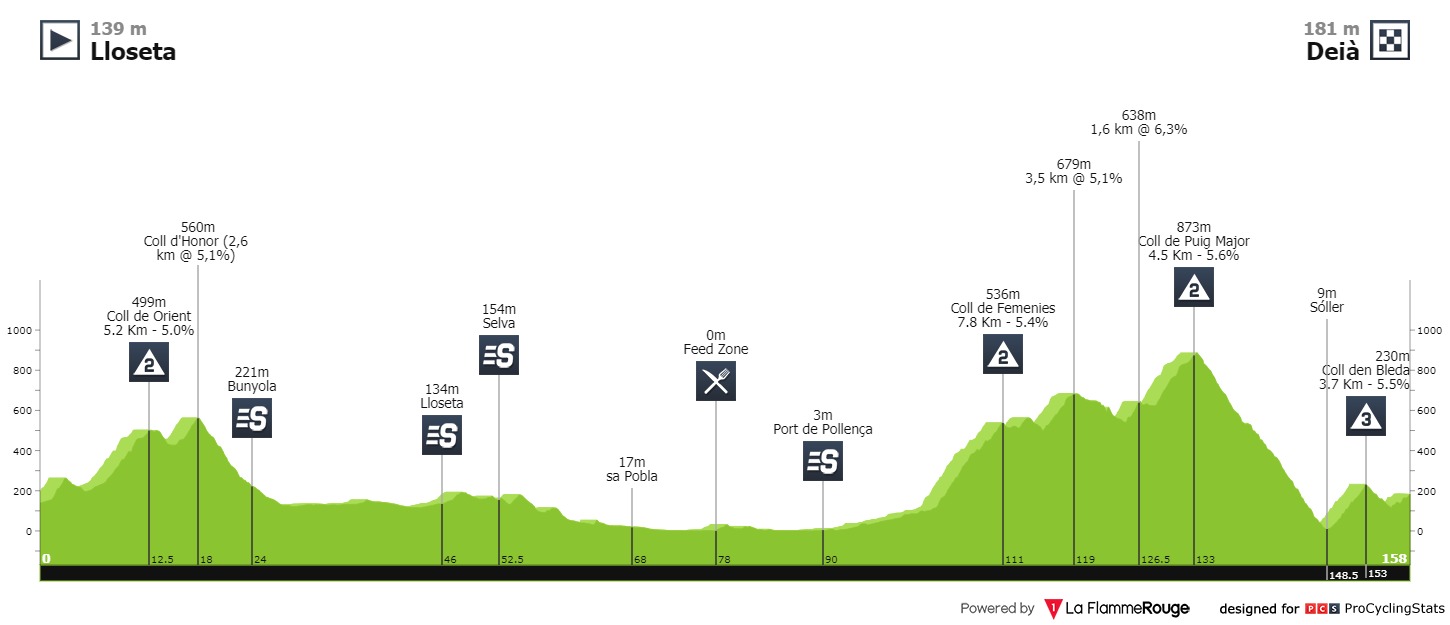 139 m
Lloseta
181 m
Deià
638m
1,6 km @ 6,3%
679m
3,5 km @ 5,1%
560m
Coll d'Honor (2,6
km @ 5,1%)
873m
Coll de Puig Major
4.5 Km - 5.6%
2
499m
Coll de Orient
5.2 Km - 5.0%
2
154m
Selva
S
536m
Coll de Femenies
7.8 Km - 5.4%
2
9m
Sóller
0m
Feed Zone
230m
Coll den Bleda
3.7 Km - 5.5%
3
221m
Bunyola
S
134m
Lloseta
S
3m
Port de Pollença
S
17m
sa Pobla
1000
800
600
400
200
0
1000
800
600
400
200
0
0
12.5
18
24
46
52.5
68
78
90
111
119
126.5
133
148.5
153
158
Powered by
1
La FlammeRouge
designed for
PCS
ProCyclingStats